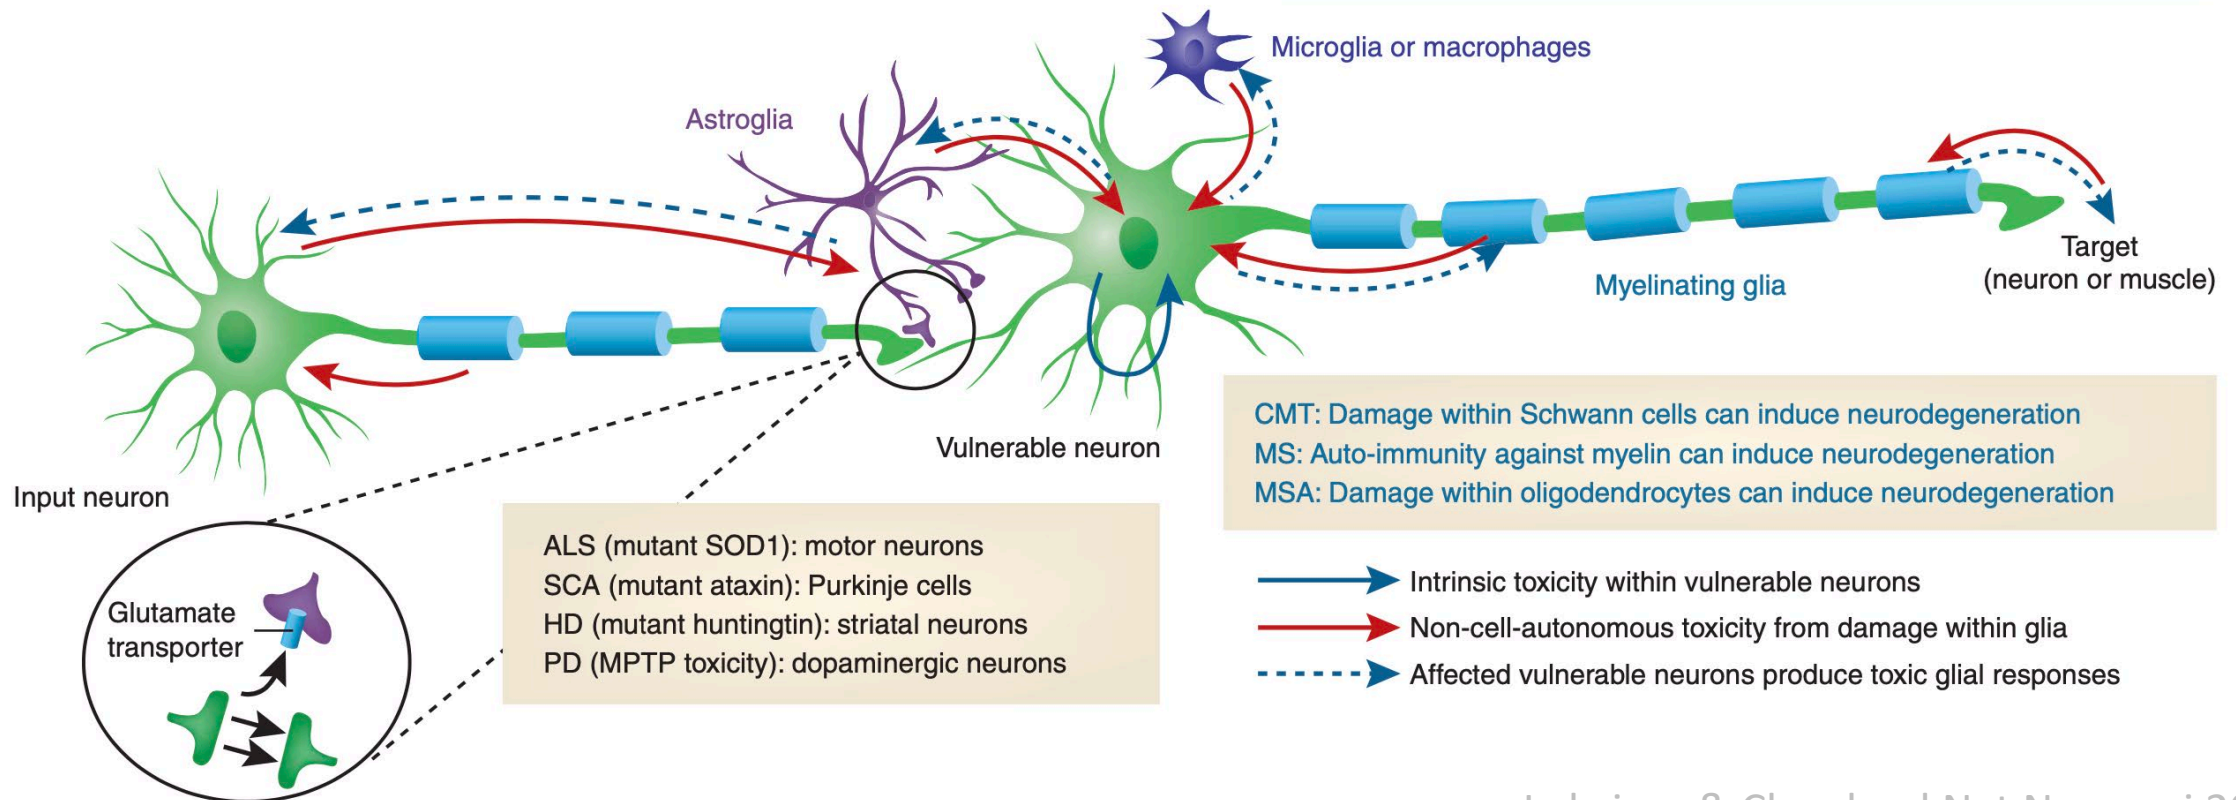 Microglia or macrophages
Astroglia
Target
(neuron or muscle)
Myelinating glia
Vulnerable neuron
Input neuron
CMT: Damage within Schwann cells can induce neurodegeneration
MS: Auto-immunity against myelin can induce neurodegeneration
MSA: Damage within oligodendrocytes can induce neurodegeneration
ALS (mutant SOD1): motor neurons
SCA (mutant ataxin): Purkinje cells
HD (mutant huntingtin): striatal neurons
PD (MPTP toxicity): dopaminergic neurons
Glutamate
transporter
Intrinsic toxicity within vulnerable neurons
Non-cell-autonomous toxicity from damage within glia
Affected vulnerable neurons produce toxic glial responses